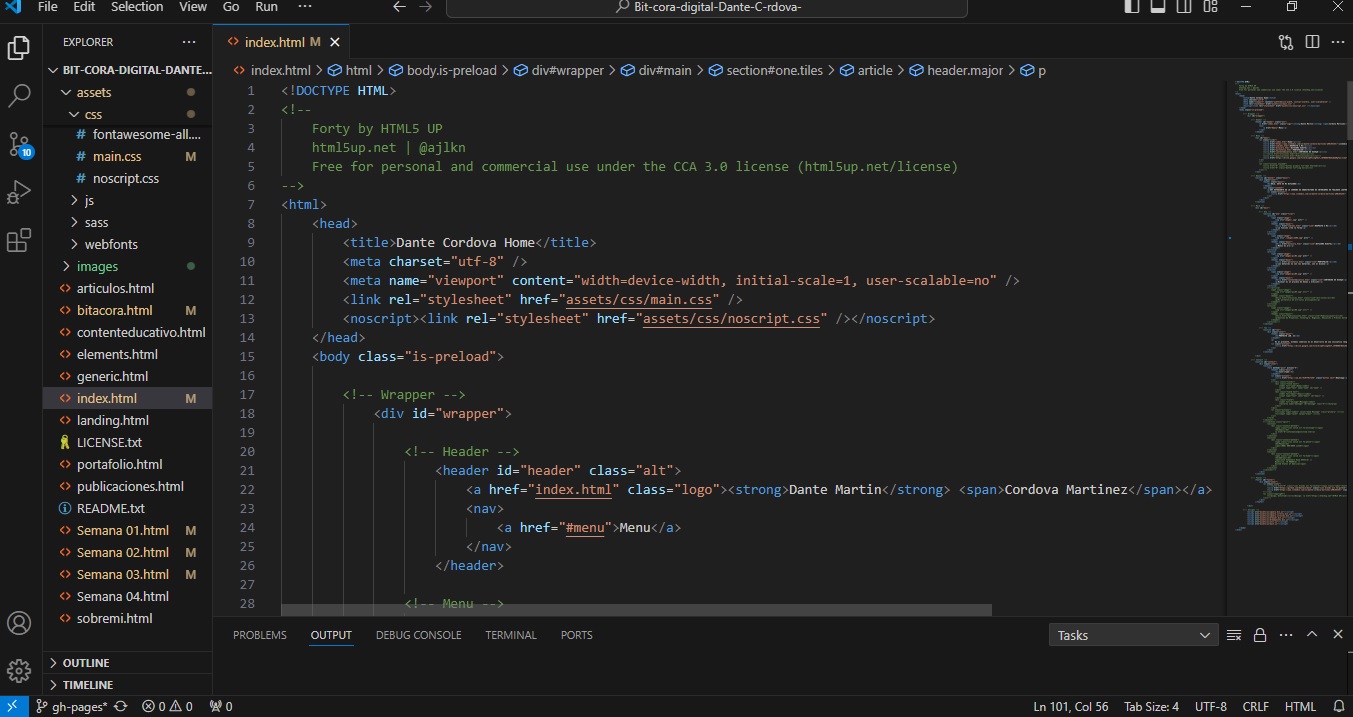 File Edit Selection View Go Run ··· Bit-cora-digital-Dante-C-rdova-
EXPLORER ···
BIT-CORA-DIGITAL-DANTE...
assets
css
# fontawesome-all....
# main.css M
# noscript.css
js
sass
webfonts
images
articulos.html
bitacora.html M
contenteducativo.html
elements.html
generic.html
index.html M
landing.html
LICENSE.txt
portafolio.html
publicaciones.html
README.txt
Semana 01.html M
Semana 02.html M
Semana 03.html M
Semana 04.html
sobremi.html
OUTLINE
TIMELINE
10
index.html M
index.html > html > body.is-preload > div#wrapper > div#main > section#one.tiles > article > header.major > p
1 <!DOCTYPE HTML>
2 <!--
3 Forty by HTML5 UP
4 html5up.net | @ajlkn
5 Free for personal and commercial use under the CCA 3.0 license (html5up.net/license)
6 -->
7 <html>
8 <head>
9 <title>Dante Cordova Home</title>
10 <meta charset="utf-8" />
11 <meta name="viewport" content="width=device-width, initial-scale=1, user-scalable=no" />
12 <link rel="stylesheet" href="assets/css/main.css" />
13 <noscript><link rel="stylesheet" href="assets/css/noscript.css" /></noscript>
14 </head>
15 <body class="is-preload">
16
17 <!-- Wrapper -->
18 <div id="wrapper">
19
20 <!-- Header -->
21 <header id="header" class="alt">
22 <a href="index.html" class="logo"><strong>Dante Martin</strong> <span>Cordova Martinez</span></a>
23 <nav>
24 <a href="#menu">Menu</a>
25 </nav>
26 </header>
27
28 <!-- Menu -->
PROBLEMS OUTPUT DEBUG CONSOLE TERMINAL PORTS Tasks
gh-pages* 0 0 0 Ln 101, Col 56 Tab Size: 4 UTF-8 CRLF HTML